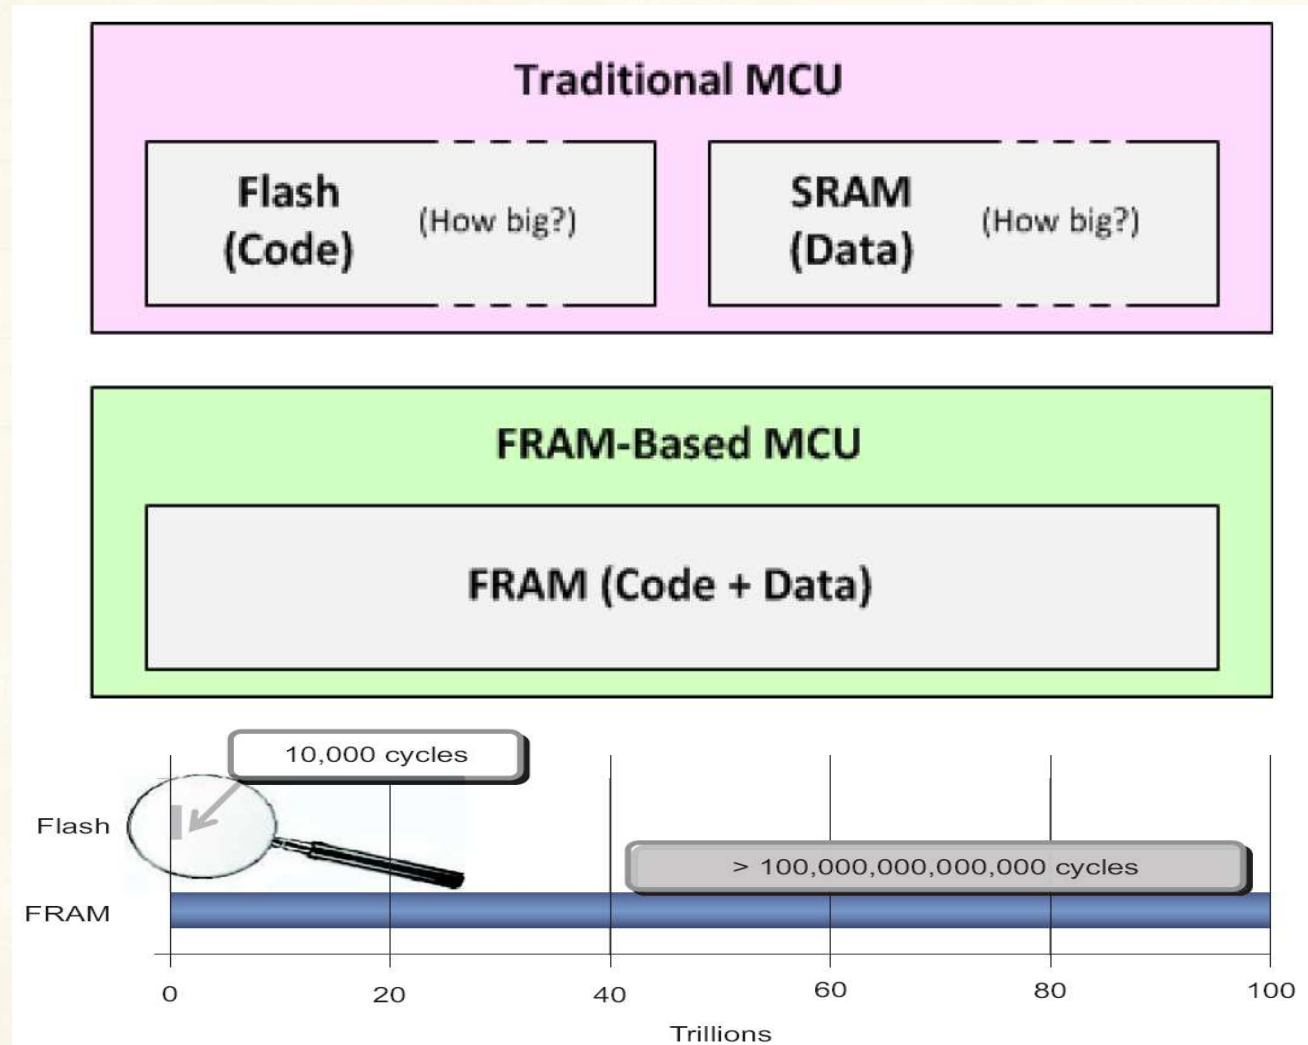 Traditional MCU
Flash
(Code)
(How big?)
SRAM
(Data)
(How big?)
FRAM-Based MCU
FRAM (Code + Data)
10,000 cycles
Flash
> 100,000,000,000,000 cycles
FRAM
0 20 40 60 80 100
Trillions